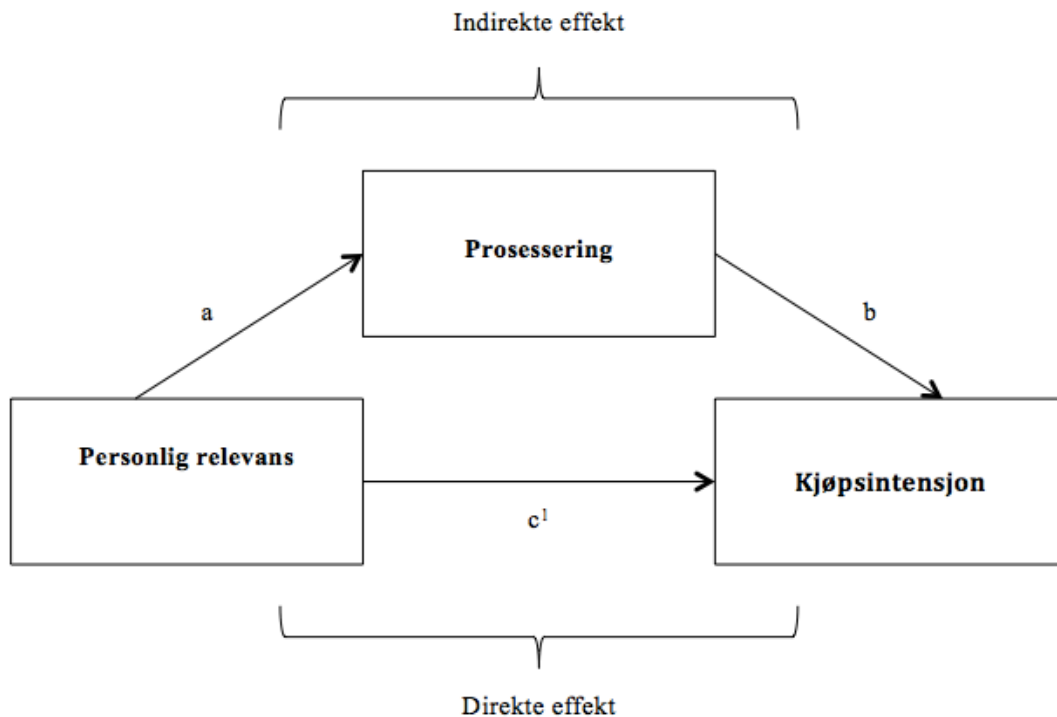 Indirekte effekt
Prosessering
a
b
Personlig relevans
Kjøpsintensjon
c¹
Direkte effekt